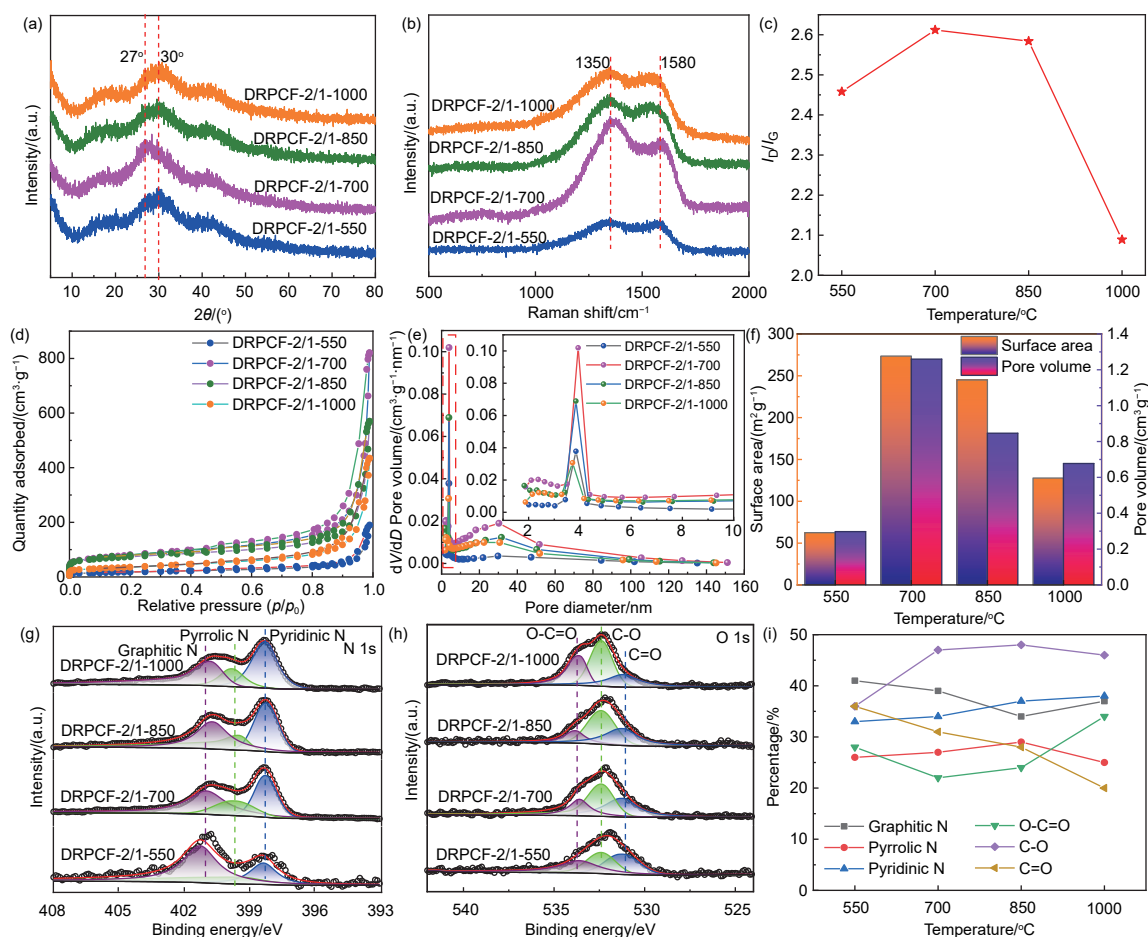 (a)
27°
30°
DRPCF-2/1-1000
DRPCF-2/1-850
DRPCF-2/1-700
DRPCF-2/1-550
Intensity/(a.u.)
10 20 30 40 50 60 70 80
2θ/(°)
(b)
1350
1580
DRPCF-2/1-1000
DRPCF-2/1-850
DRPCF-2/1-700
DRPCF-2/1-550
Intensity/(a.u.)
500 1000 1500 2000
Raman shift/cm⁻¹
(c)
2.6
2.5
2.4
2.3
2.2
2.1
2.0
I_D/I_G
550 700 850 1000
Temperature/°C
(d)
DRPCF-2/1-550
DRPCF-2/1-700
DRPCF-2/1-850
DRPCF-2/1-1000
800
600
400
200
0
Quantity adsorbed/(cm³·g⁻¹)
0.0 0.2 0.4 0.6 0.8 1.0
Relative pressure (p/p₀)
(e)
0.10
0.08
0.06
0.04
0.02
0.00
dV/dD Pore volume/(cm³·g⁻¹·nm⁻¹)
DRPCF-2/1-550
DRPCF-2/1-700
DRPCF-2/1-850
DRPCF-2/1-1000
0.10
0.08
0.06
0.04
0.02
0.00
2 4 6 8 10
0 15 30 45 60 75 90 105 120 140 150
Pore diameter/nm
(f)
Surface area
Pore volume
300
250
200
150
100
50
0
Surface area/(m² g⁻¹)
1.4
1.2
1.0
0.8
0.6
0.4
0.2
0.0
Pore volume/(cm³ g⁻¹)
550 700 850 1000
Temperature/°C
(g)
Pyrrolic N
Graphitic N
Pyridinic N
N 1s
DRPCF-2/1-1000
DRPCF-2/1-850
DRPCF-2/1-700
DRPCF-2/1-550
Intensity/(a.u.)
408 405 402 399 396 393
Binding energy/eV
(h)
O-C=O
C-O
C=O
O 1s
DRPCF-2/1-1000
DRPCF-2/1-850
DRPCF-2/1-700
DRPCF-2/1-550
Intensity/(a.u.)
540 535 530 525
Binding energy/eV
(i)
50
40
30
20
10
0
Percentage/%
Graphitic N
Pyrrolic N
Pyridinic N
O-C=O
C-O
C=O
550 700 850 1000
Temperature/°C